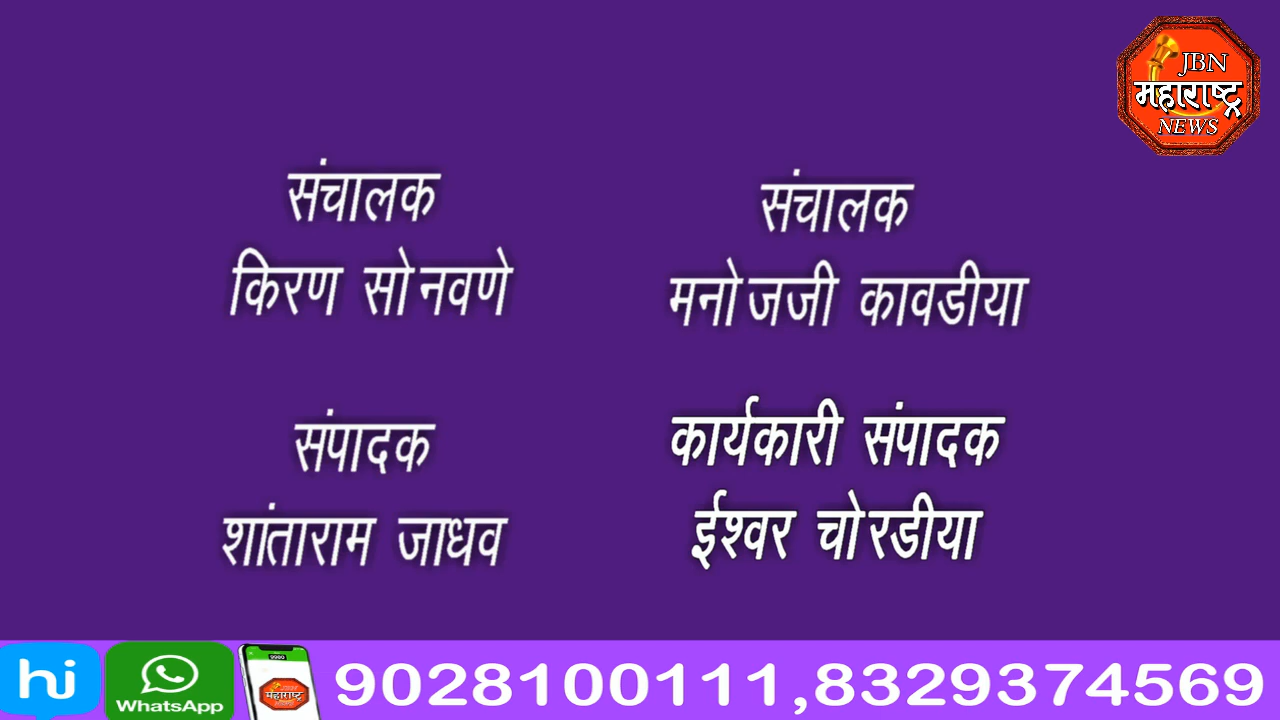 JBN
महाराष्ट्र
NEWS
संचालक
किरण सोनवणे
संचालक
मनोजजी कावडीया
संपादक
शांताराम जाधव
कार्यकारी संपादक
ईश्वर चोरडीया
hi
WhatsApp
महाराष्ट्र
9028100111,8329374569